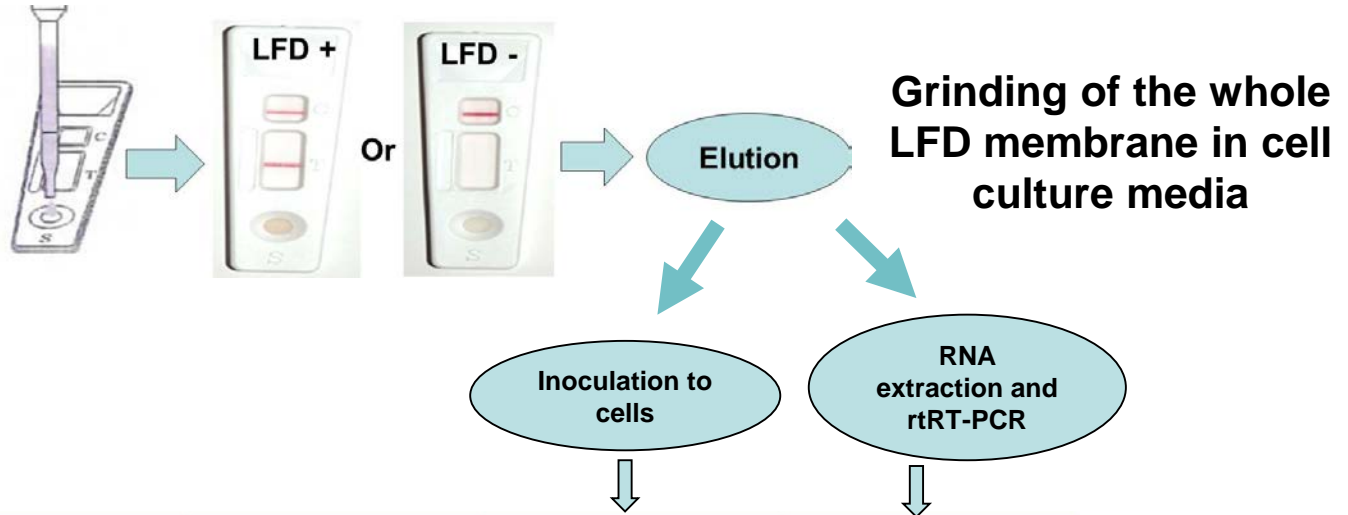 LFD +
LFD -
C
T
S
C
T
S
C
T
S
Or
Elution
Grinding of the whole
LFD membrane in cell
culture media
Inoculation to
cells
RNA
extraction and
rtRT-PCR